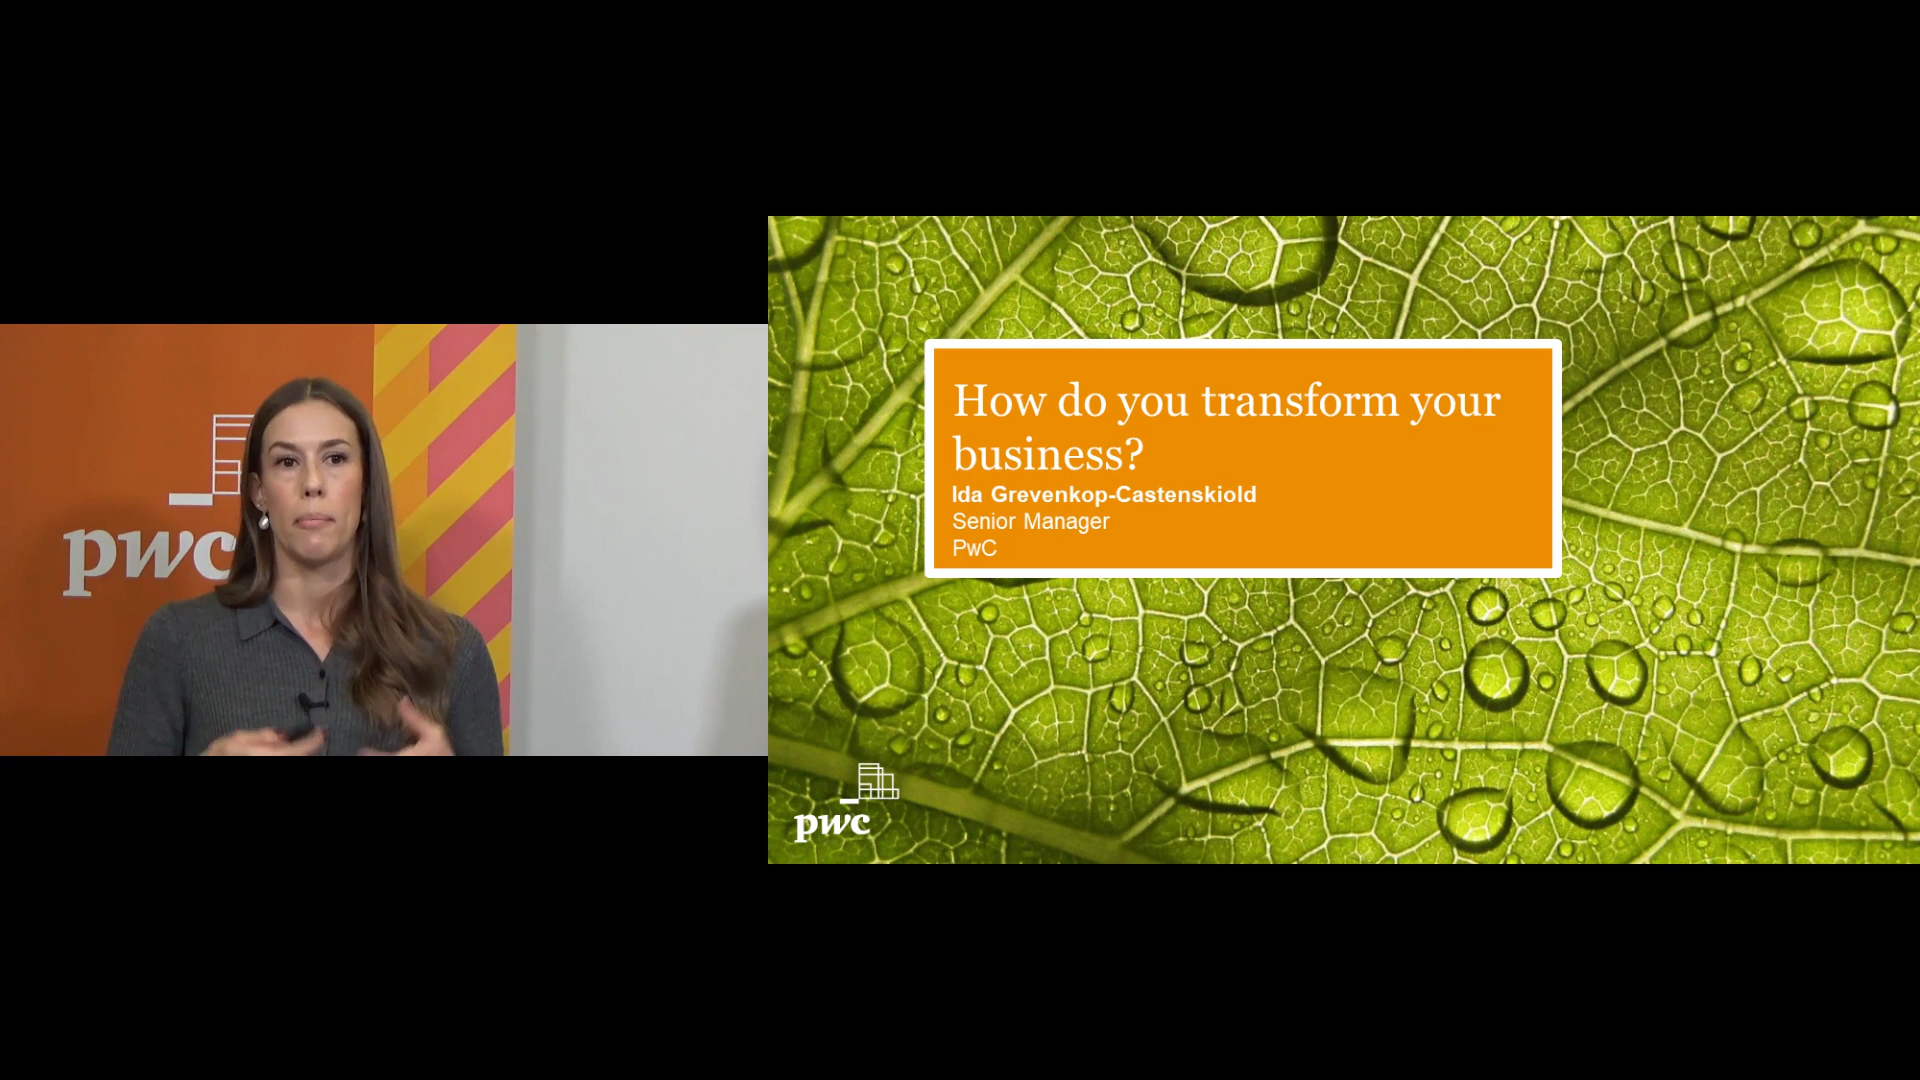 pwc
How do you transform your
business?
Ida Grevenkop-Castenskiold
Senior Manager
PwC
pwc